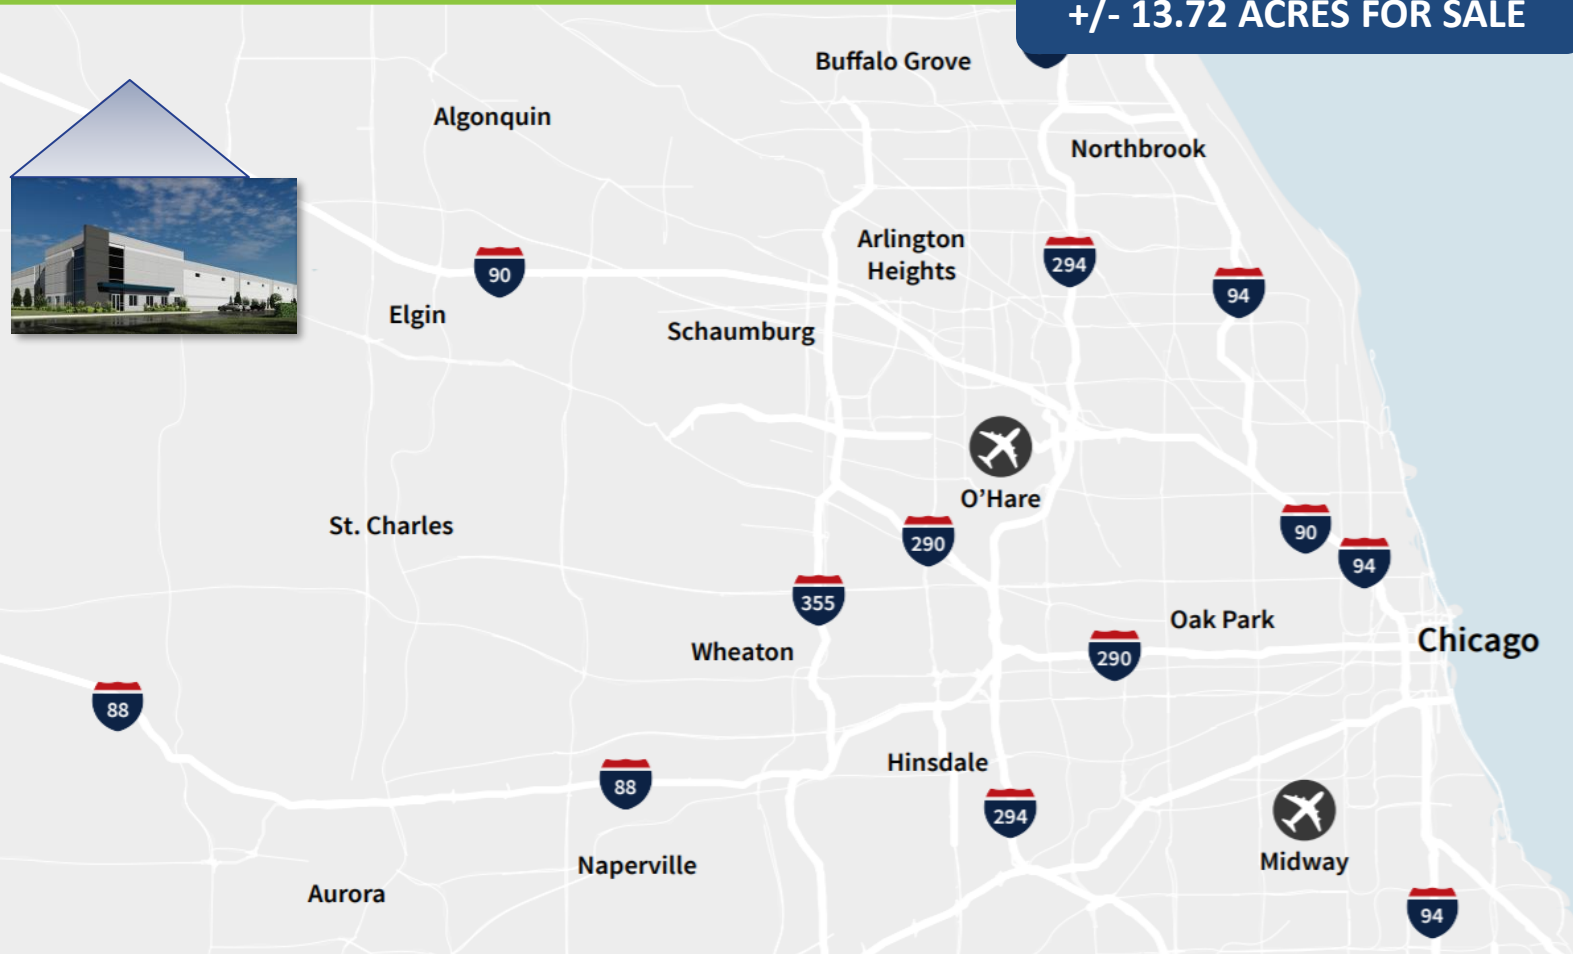 +/- 13.72 ACRES FOR SALE
Buffalo Grove
Algonquin
Northbrook
Arlington
Heights
294
90
94
Elgin
Schaumburg
O’Hare
St. Charles
290
90
94
355
Oak Park
Wheaton
290
Chicago
88
Hinsdale
88
294
Naperville
Midway
Aurora
94